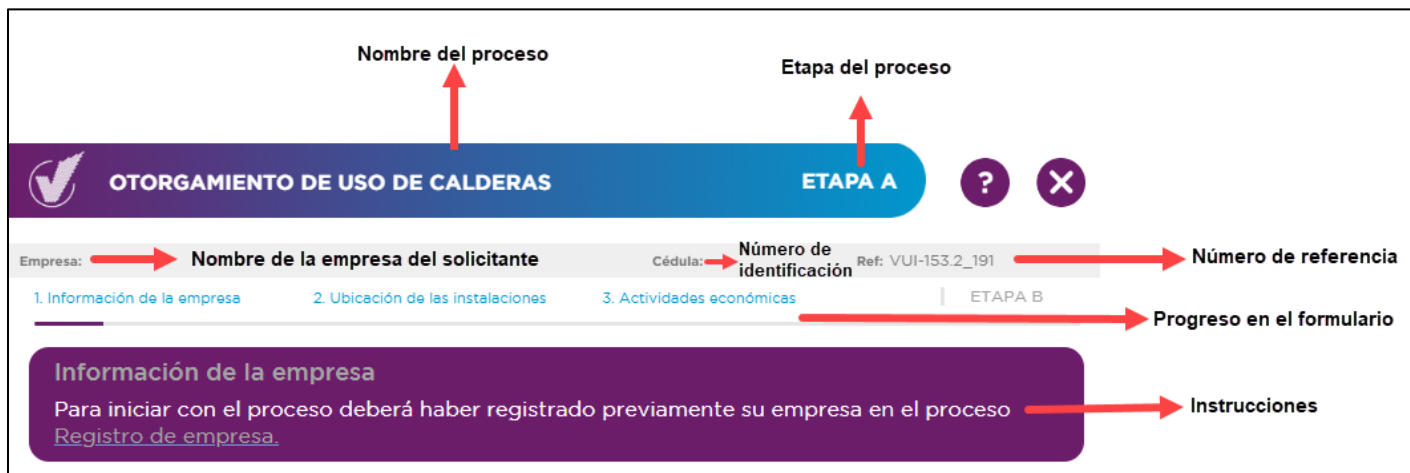 Nombre del proceso
Etapa del proceso
OTORGAMIENTO DE USO DE CALDERAS
ETAPA A
?
Empresa:
Nombre de la empresa del solicitante
Cédula:
Número de
identificación
Ref: VUI-153.2_191
Número de referencia
1. Información de la empresa
2. Ubicación de las instalaciones
3. Actividades económicas
ETAPA B
Progreso en el formulario
Información de la empresa
Para iniciar con el proceso deberá haber registrado previamente su empresa en el proceso
Registro de empresa.
Instrucciones